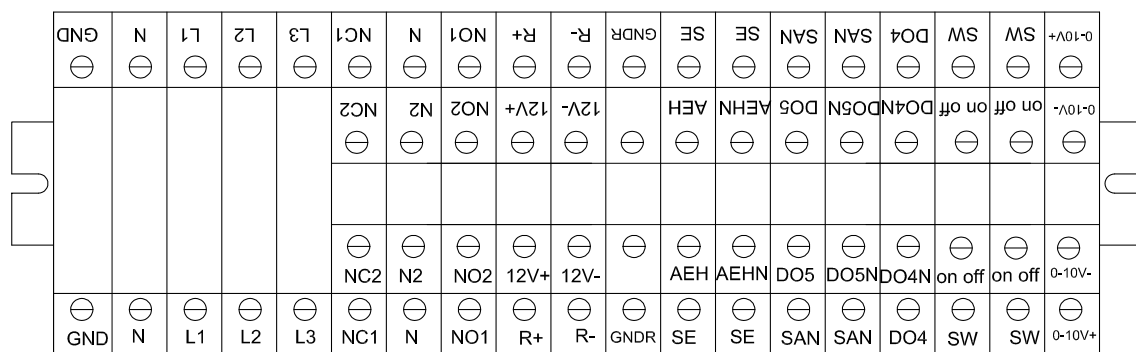 GND N L1 L2 L3 NC1 N NO1 R+ R- GNDR SE SE SAN SAN DO4 SW SW 0-10V+
NC2 N2 NO2 12V+ 12V- AEH AEHN DO5 DO5N DO4N on off on off 0-10V-
NC2 N2 NO2 12V+ 12V- AEH AEHN DO5 DO5N DO4N on off on off 0-10V-
GND N L1 L2 L3 NC1 N NO1 R+ R- GNDR SE SE SAN SAN DO4 SW SW 0-10V+